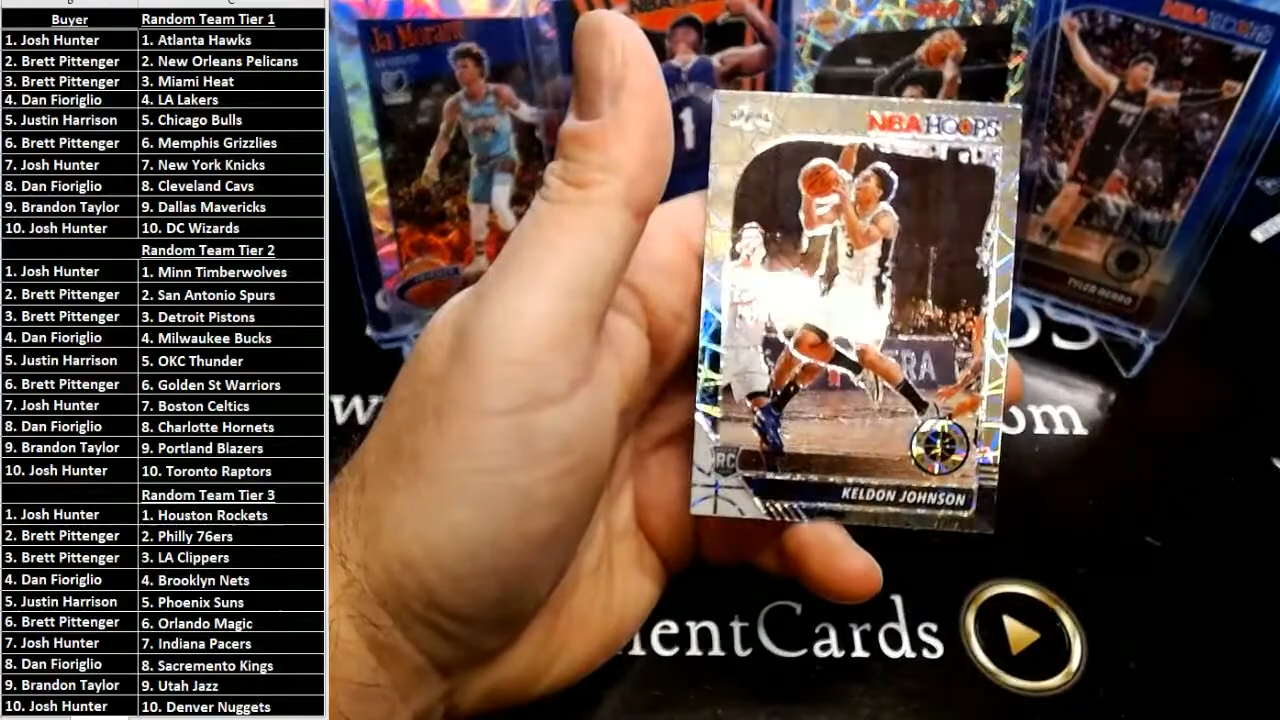 Buyer Random Team Tier 1
1. Josh Hunter 1. Atlanta Hawks
2. Brett Pittenger 2. New Orleans Pelicans
3. Brett Pittenger 3. Miami Heat
4. Dan Fioriglio 4. LA Lakers
5. Justin Harrison 5. Chicago Bulls
6. Brett Pittenger 6. Memphis Grizzlies
7. Josh Hunter 7. New York Knicks
8. Dan Fioriglio 8. Cleveland Cavs
9. Brandon Taylor 9. Dallas Mavericks
10. Josh Hunter 10. DC Wizards
Random Team Tier 2
1. Josh Hunter 1. Minn Timberwolves
2. Brett Pittenger 2. San Antonio Spurs
3. Brett Pittenger 3. Detroit Pistons
4. Dan Fioriglio 4. Milwaukee Bucks
5. Justin Harrison 5. OKC Thunder
6. Brett Pittenger 6. Golden St Warriors
7. Josh Hunter 7. Boston Celtics
8. Dan Fioriglio 8. Charlotte Hornets
9. Brandon Taylor 9. Portland Blazers
10. Josh Hunter 10. Toronto Raptors
Random Team Tier 3
1. Josh Hunter 1. Houston Rockets
2. Brett Pittenger 2. Philly 76ers
3. Brett Pittenger 3. LA Clippers
4. Dan Fioriglio 4. Brooklyn Nets
5. Justin Harrison 5. Phoenix Suns
6. Brett Pittenger 6. Orlando Magic
7. Josh Hunter 7. Indiana Pacers
8. Dan Fioriglio 8. Sacremento Kings
9. Brandon Taylor 9. Utah Jazz
10. Josh Hunter 10. Denver Nuggets
Ja Morant
1
NBA HOOPS
RC
KELDON JOHNSON
TYLER HERRO
om
mentCards